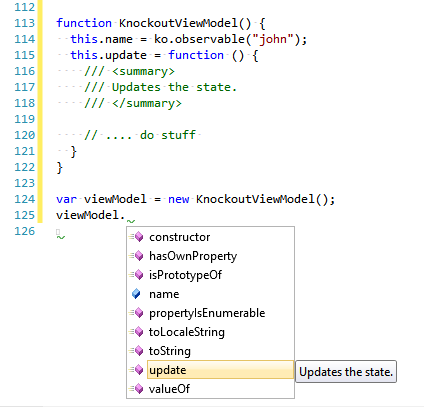 112
113 function KnockoutViewModel() {
114 this.name = ko.observable("john");
115 this.update = function () {
116 /// <summary>
117 /// Updates the state.
118 /// </summary>
119
120 // .... do stuff
121 }
122 }
123
124 var viewModel = new KnockoutViewModel();
125 viewModel.
126
constructor
hasOwnProperty
isPrototypeOf
name
propertyIsEnumerable
toLocaleString
toString
update Updates the state.
valueOf